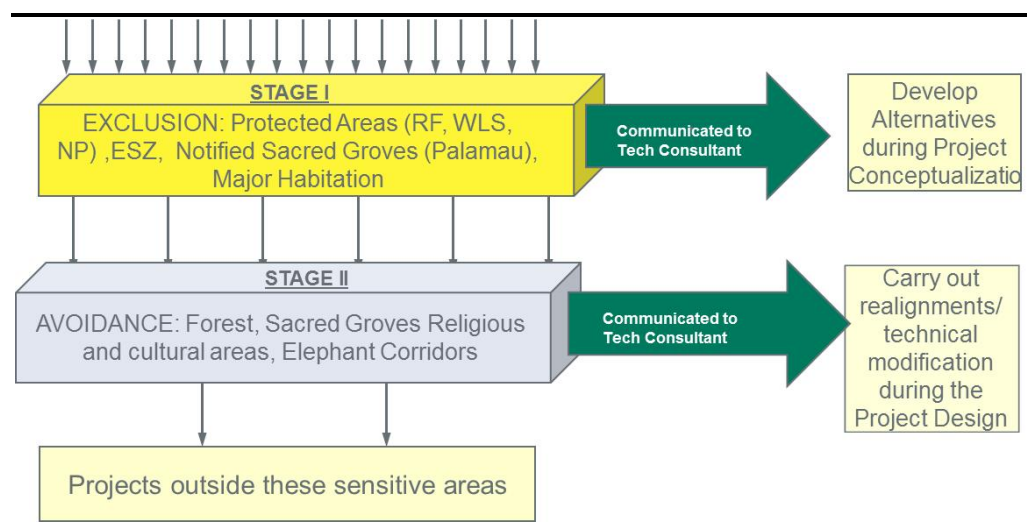 STAGE I
EXCLUSION: Protected Areas (RF, WLS,
NP) ,ESZ, Notified Sacred Groves (Palamau),
Major Habitation
Communicated to
Tech Consultant
Develop
Alternatives
during Project
Conceptualizatio
STAGE II
AVOIDANCE: Forest, Sacred Groves Religious
and cultural areas, Elephant Corridors
Communicated to
Tech Consultant
Carry out
realignments/
technical
modification
during the
Project Design
Projects outside these sensitive areas